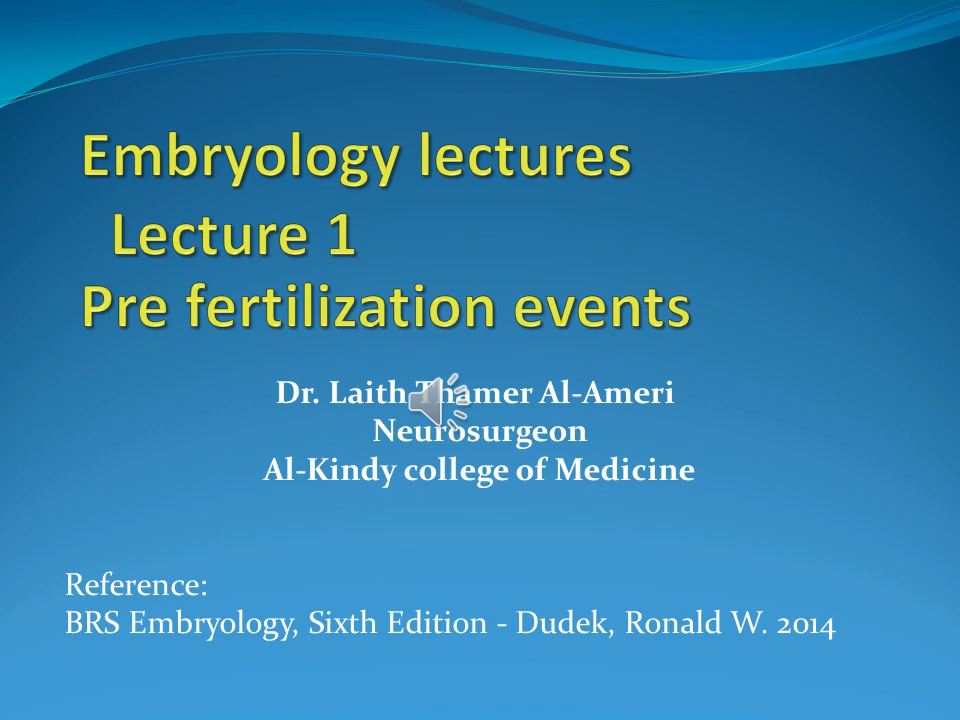 Embryology lectures
Lecture 1
Pre fertilization events
Dr. Laith Thamer Al-Ameri
Neurosurgeon
Al-Kindy college of Medicine
Reference:
BRS Embryology, Sixth Edition - Dudek, Ronald W. 2014